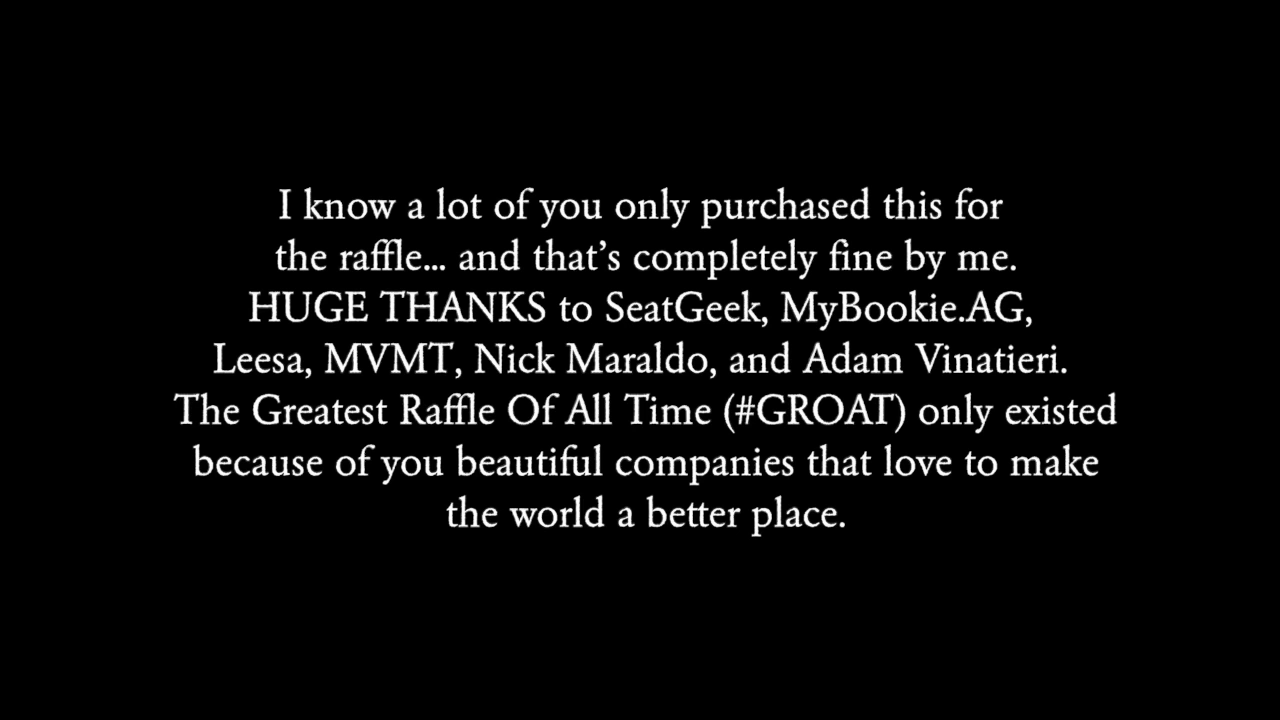 I know a lot of you only purchased this for
the raffle... and that’s completely fine by me.
HUGE THANKS to SeatGeek, MyBookie.AG,
Leesa, MVMT, Nick Maraldo, and Adam Vinatieri.
The Greatest Raffle Of All Time (#GROAT) only existed
because of you beautiful companies that love to make
the world a better place.